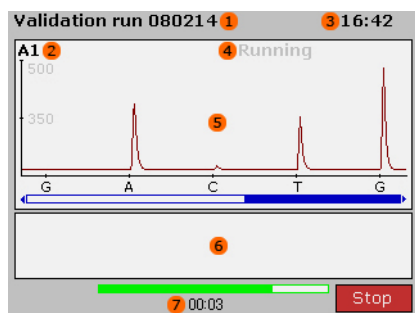 Validation run 080214 1 3 16:42
A1 2 4 Running
500
350
5
G A C T G
6
7 00:03
Stop